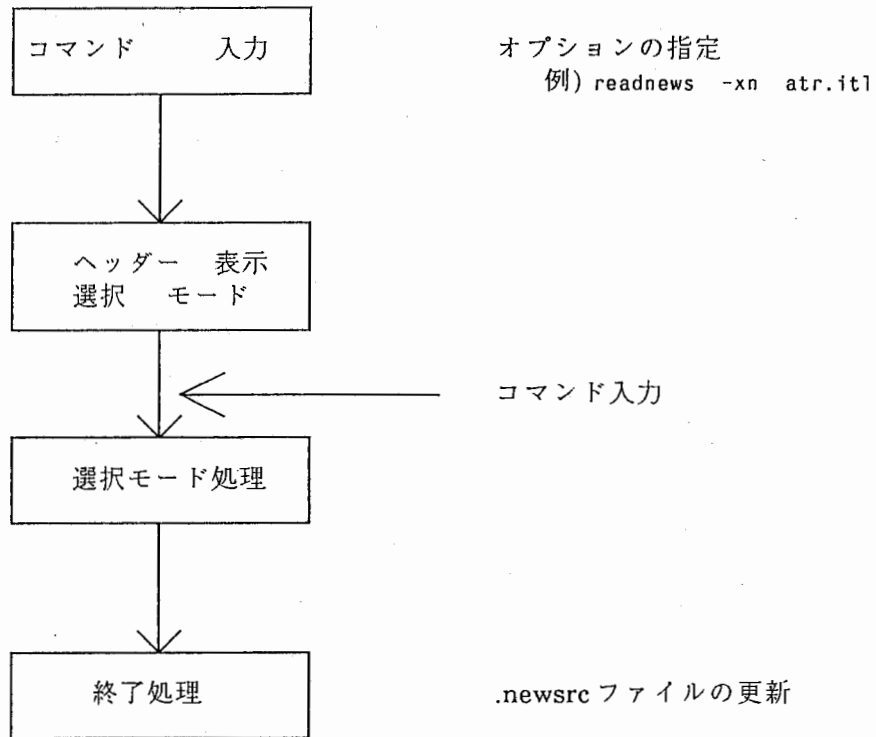 コマンド 入力
オプションの指定
例) readnews -xn atr.itl
ヘッダー 表示
選択 モード
コマンド入力
選択モード処理
終了処理
.newsrc ファイルの更新